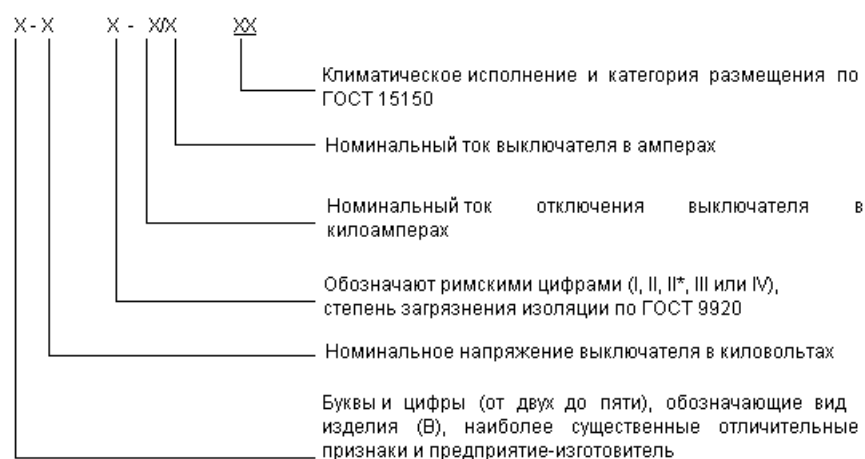 X - X X - X/X XX
Климатическое исполнение и категория размещения по
ГОСТ 15150
Номинальный ток выключателя в амперах
Номинальный ток отключения выключателя в
килоамперах
Обозначают римскими цифрами (I, II, II*, III или IV),
степень загрязнения изоляции по ГОСТ 9920
Номинальное напряжение выключателя в киловольтах
Буквы и цифры (от двух до пяти), обозначающие вид
изделия (В), наиболее существенные отличительные
признаки и предприятие-изготовитель